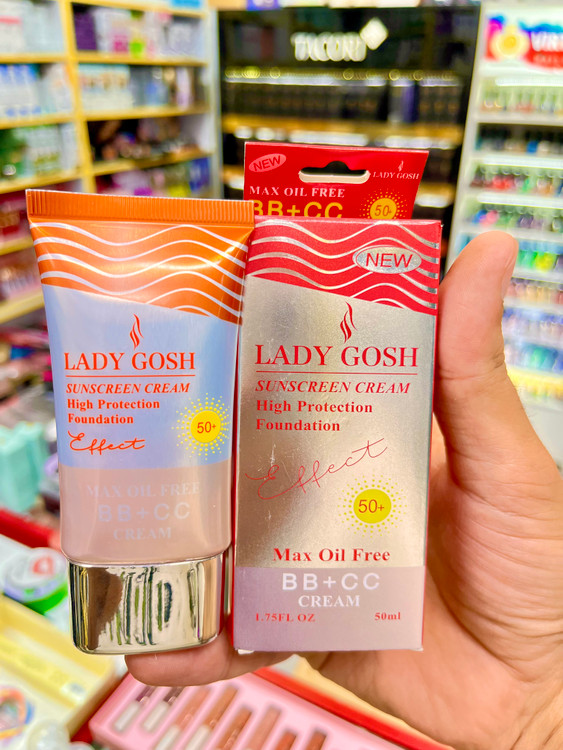 TACORI
NEW
MAX OIL FREE
LADY GOSH
BB+CC
50+
LADY GOSH
SUNSCREEN CREAM
High Protection
Foundation
50+
Effect
MAX OIL FREE
BB+CC
CREAM
NEW
LADY GOSH
SUNSCREEN CREAM
High Protection
Foundation
Effect
50+
Max Oil Free
BB+CC
CREAM
1.75FL OZ
50ml